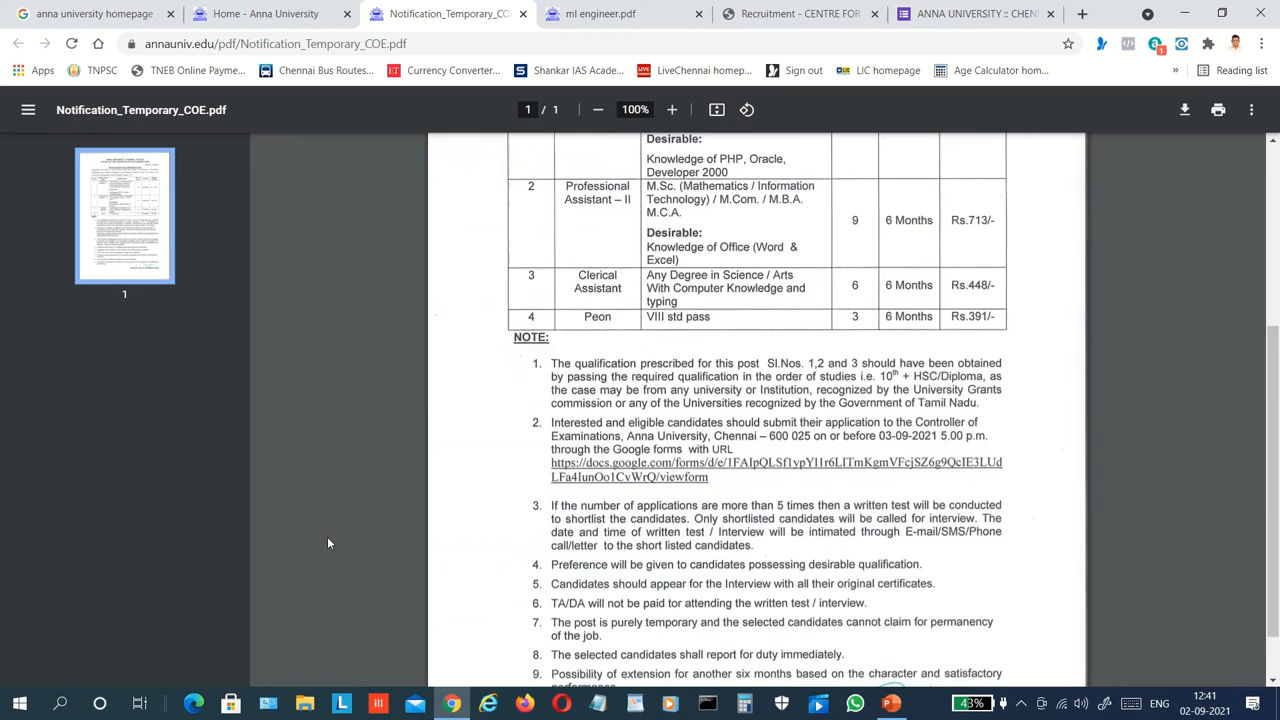 anna university homepage
Home - Anna University
Notification_Temporary_CO
ml engineer.pdf
Recruitment CENTRE FOR
ANNA UNIVERSITY :: CHEN
annauniv.edu/pdf/Notification_Temporary_COE.pdf
Apps
TNPSC
TNEB Online Payme...
Chennai Bus Routes...
ET Currency Converter...
Shankar IAS Acade...
LIVE LiveChennai homep...
Sign out
LIC homepage
Age Calculator hom...
»
Reading list
Notification_Temporary_COE.pdf
1 / 1
100%
1
Desirable:
Knowledge of PHP, Oracle,
Developer 2000
2 Professional Assistant – II
M.Sc. (Mathematics / Information
Technology) / M.Com. / M.B.A
M.C.A.
Desirable:
Knowledge of Office (Word &
Excel)
9 6 Months Rs.713/-
3 Clerical Assistant
Any Degree in Science / Arts
With Computer Knowledge and
typing
6 6 Months Rs.448/-
4 Peon VIII std pass 3 6 Months Rs.391/-
NOTE:
1. The qualification prescribed for this post Sl.Nos. 1,2 and 3 should have been obtained
by passing the required qualification in the order of studies i.e. 10th + HSC/Diploma, as
the case may be from any university or Institution, recognized by the University Grants
commission or any of the Universities recognized by the Government of Tamil Nadu.
2. Interested and eligible candidates should submit their application to the Controller of
Examinations, Anna University, Chennai – 600 025 on or before 03-09-2021 5.00 p.m.
through the Google forms with URL
https://docs.google.com/forms/d/e/1FAIpQLSf1ypYl1r6LITmKgmVFcjSZ6g9QcIE3LUd
LFa4IunOo1CyWrQ/viewform
3. If the number of applications are more than 5 times then a written test will be conducted
to shortlist the candidates. Only shortlisted candidates will be called for interview. The
date and time of written test / Interview will be intimated through E-mail/SMS/Phone
call/letter to the short listed candidates.
4. Preference will be given to candidates possessing desirable qualification.
5. Candidates should appear for the Interview with all their original certificates.
6. TA/DA will not be paid for attending the written test / interview.
7. The post is purely temporary and the selected candidates cannot claim for permanency
of the job.
8. The selected candidates shall report for duty immediately.
9. Possibility of extension for another six months based on the character and satisfactory
performance
43%
ENG
12:41
02-09-2021